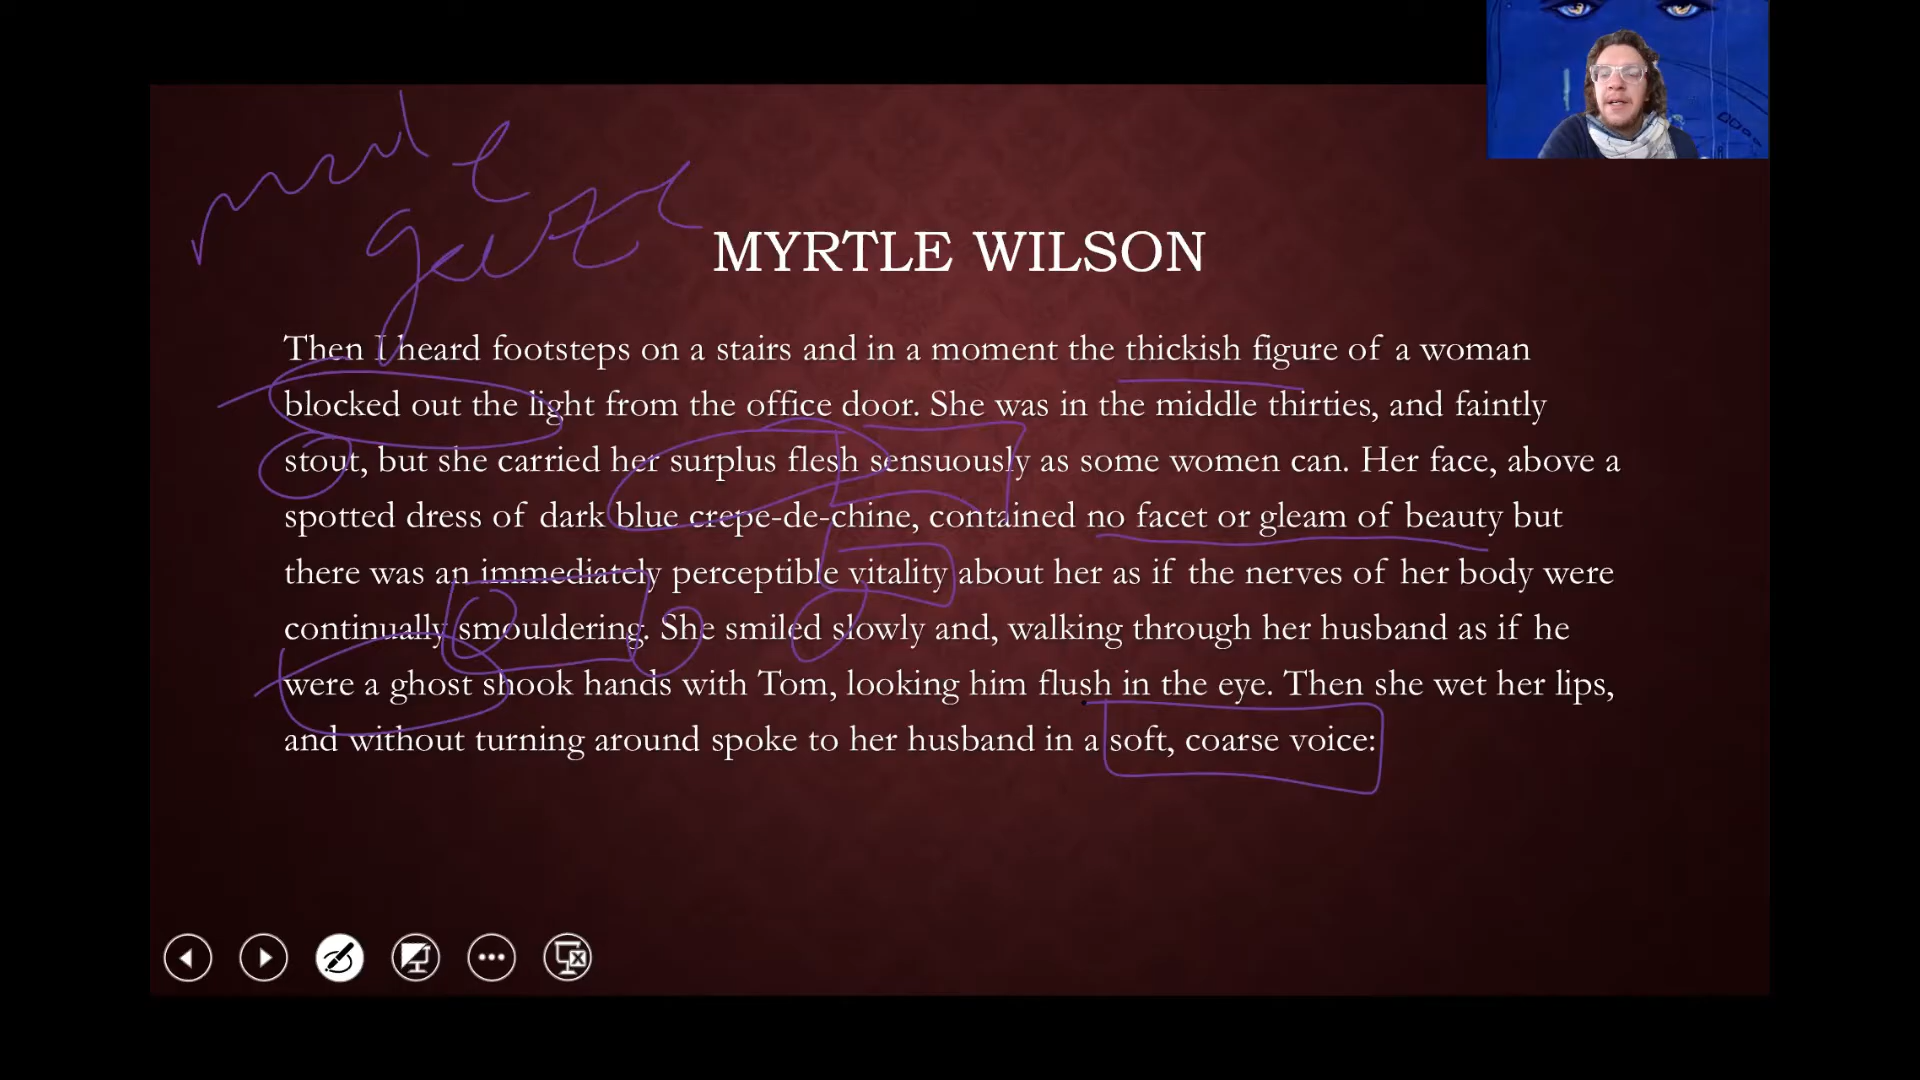 male
gaze
MYRTLE WILSON
Then I heard footsteps on a stairs and in a moment the thickish figure of a woman
blocked out the light from the office door. She was in the middle thirties, and faintly
stout, but she carried her surplus flesh sensuously as some women can. Her face, above a
spotted dress of dark blue crepe-de-chine, contained no facet or gleam of beauty but
there was an immediately perceptible vitality about her as if the nerves of her body were
continually smouldering. She smiled slowly and, walking through her husband as if he
were a ghost shook hands with Tom, looking him flush in the eye. Then she wet her lips,
and without turning around spoke to her husband in a soft, coarse voice: